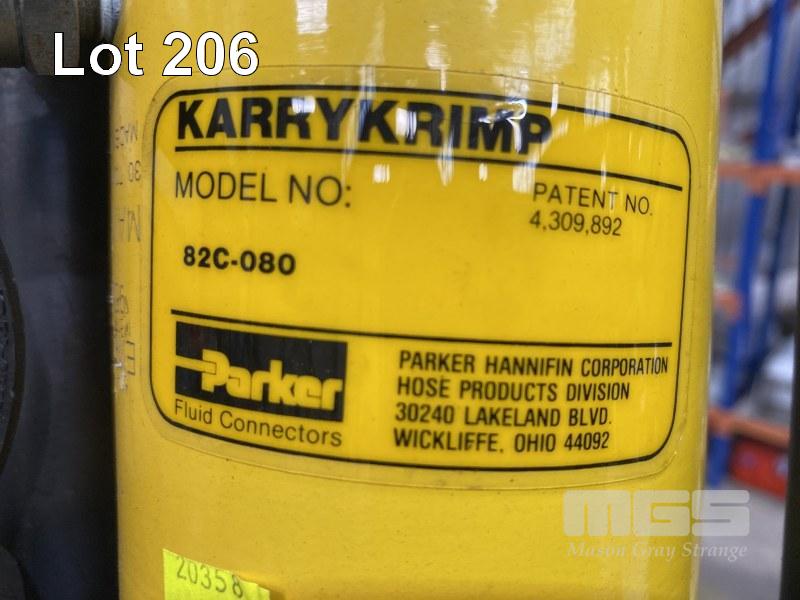 Lot 206
KARRYKRIMP
MODEL NO:
PATENT NO.
4,309,892
82C-080
Parker
Fluid Connectors
PARKER HANNIFIN CORPORATION
HOSE PRODUCTS DIVISION
30240 LAKELAND BLVD.
WICKLIFFE, OHIO 44092
MGS
Mason Gray Strange
20358